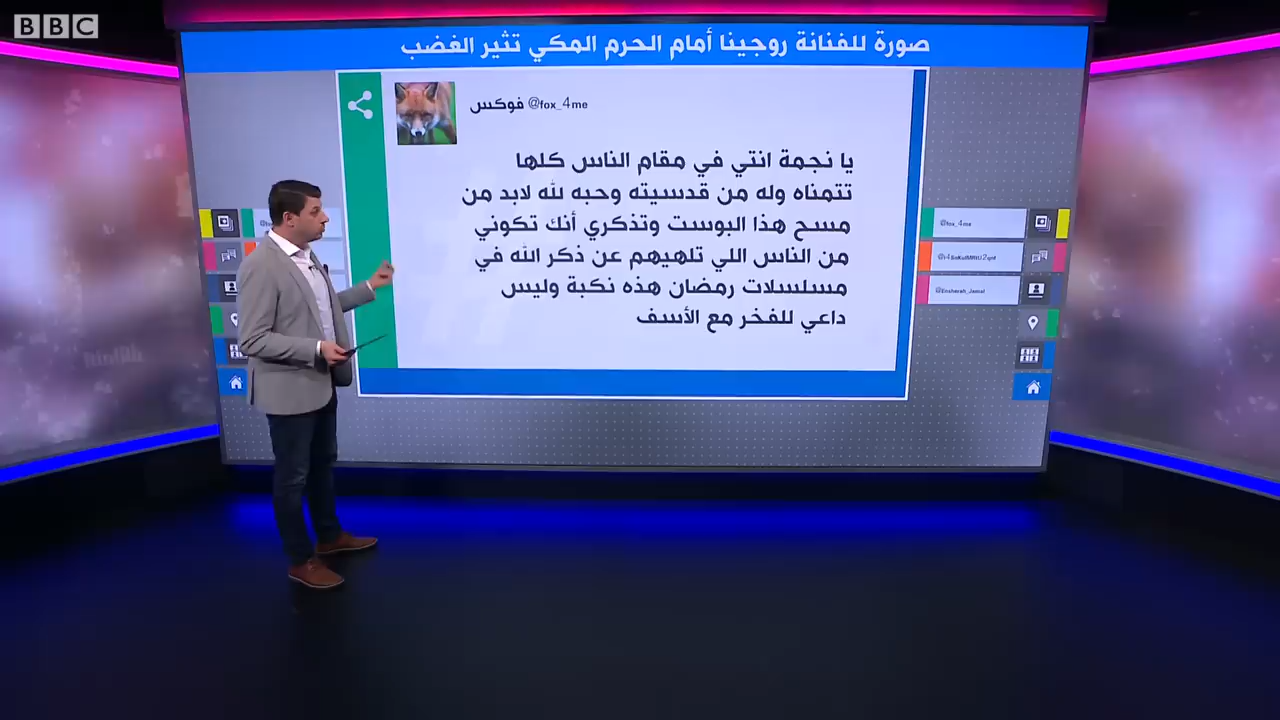 BBC
صورة للفنانة روجينا أمام الحرم المكي تثير الغضب
فوكس @fox_4me
يا نجمة انتي في مقام الناس كلها
تتمناه وله من قدسيته وحبه لله لابد من
مسح هذا البوست وتذكري أنك تكوني
من الناس اللي تلهيهم عن ذكر الله في
مسلسلات رمضان هذه نكبة وليس
داعي للفخر مع الأسف
@fox_4me
@Ensherah_Jamal